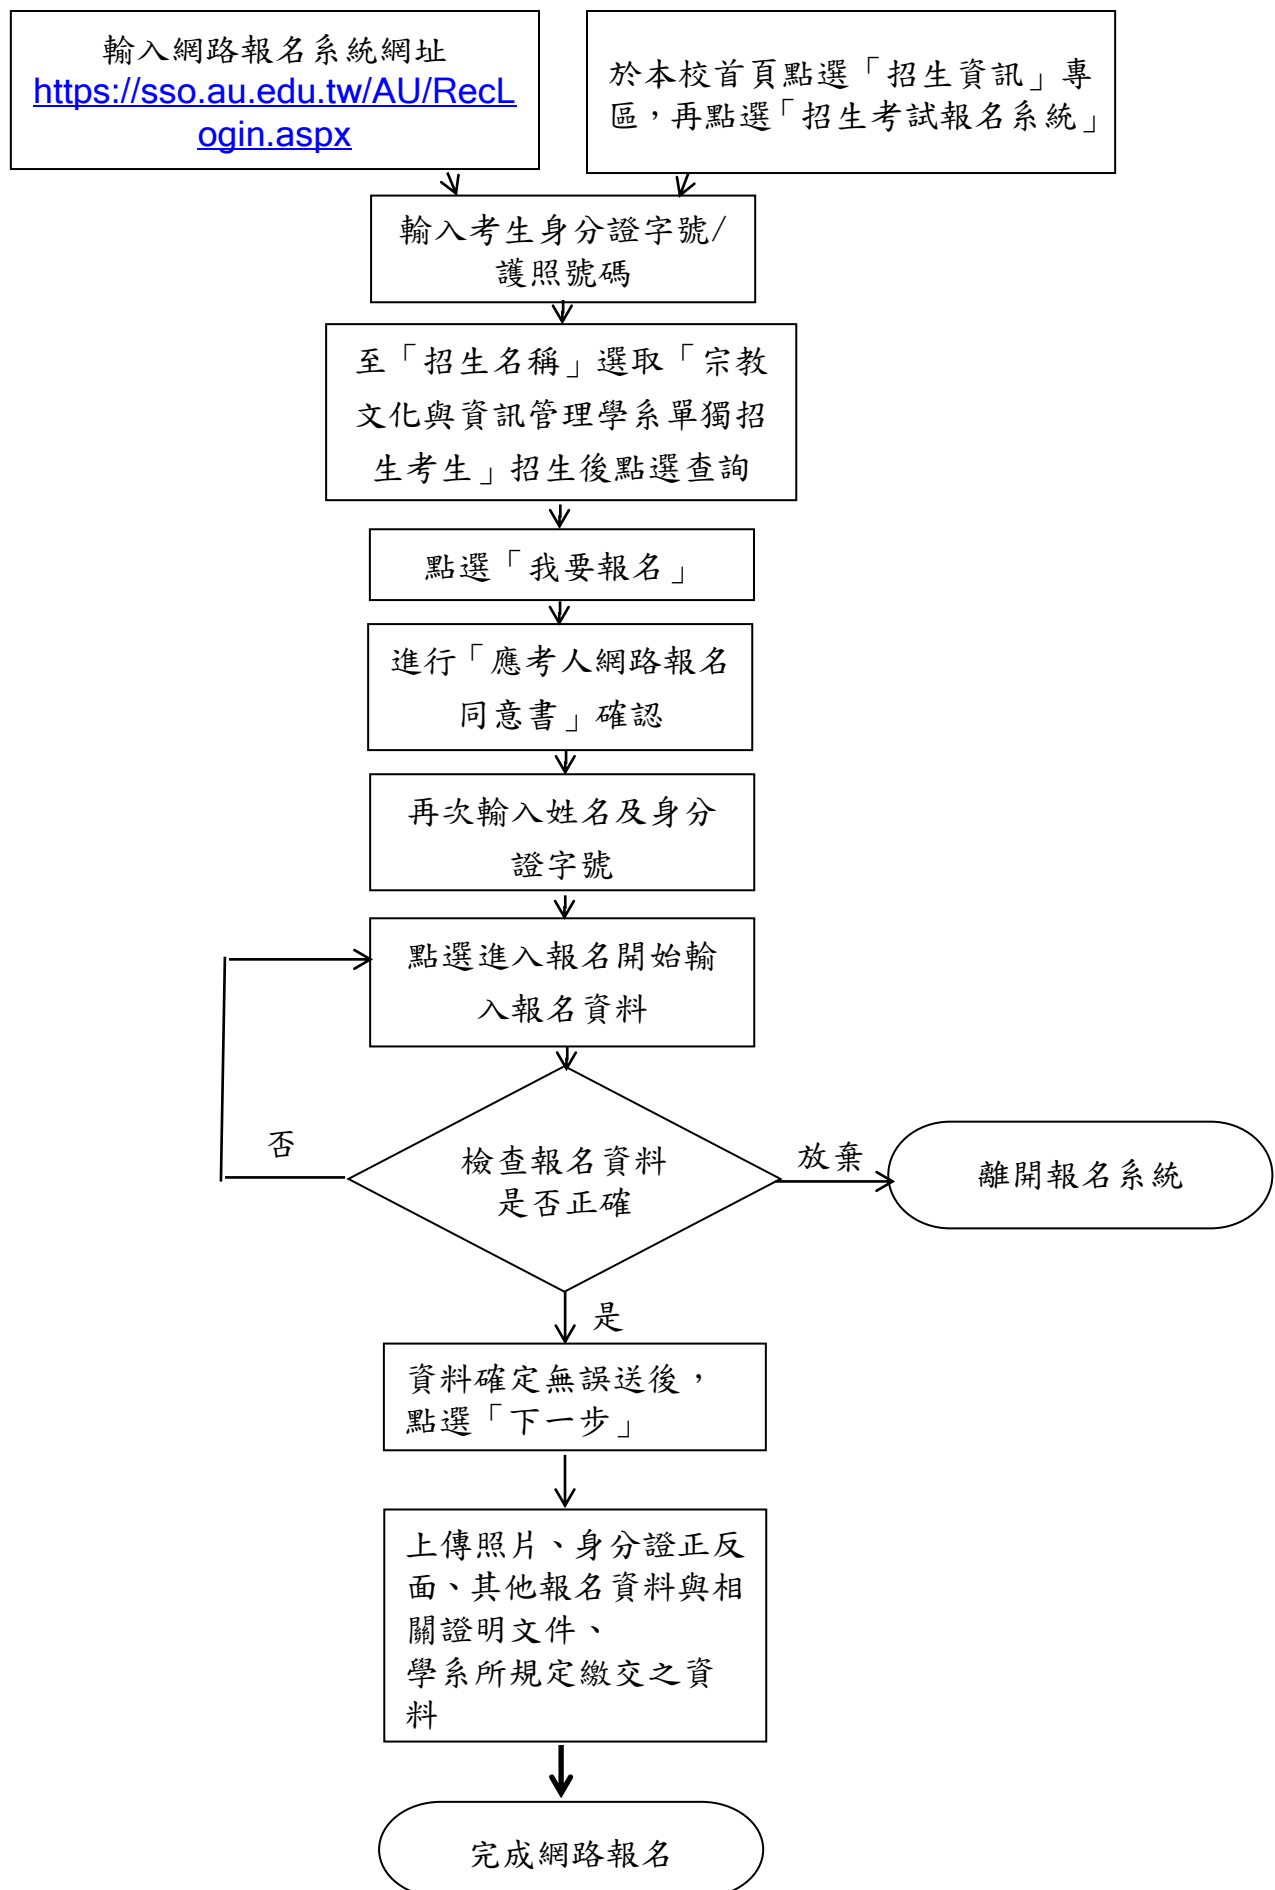 輸入網路報名系統網址
https://sso.au.edu.tw/AU/RecL
ogin.aspx
於本校首頁點選「招生資訊」專
區，再點選「招生考試報名系統」
輸入考生身分證字號/
護照號碼
至「招生名稱」選取「宗教
文化與資訊管理學系單獨招
生考生」招生後點選查詢
點選「我要報名」
進行「應考人網路報名
同意書」確認
再次輸入姓名及身分
證字號
點選進入報名開始輸
入報名資料
否
檢查報名資料
是否正確
放棄
離開報名系統
是
資料確定無誤送後，
點選「下一步」
上傳照片、身分證正反
面、其他報名資料與相
關證明文件、
學系所規定繳交之資
料
完成網路報名